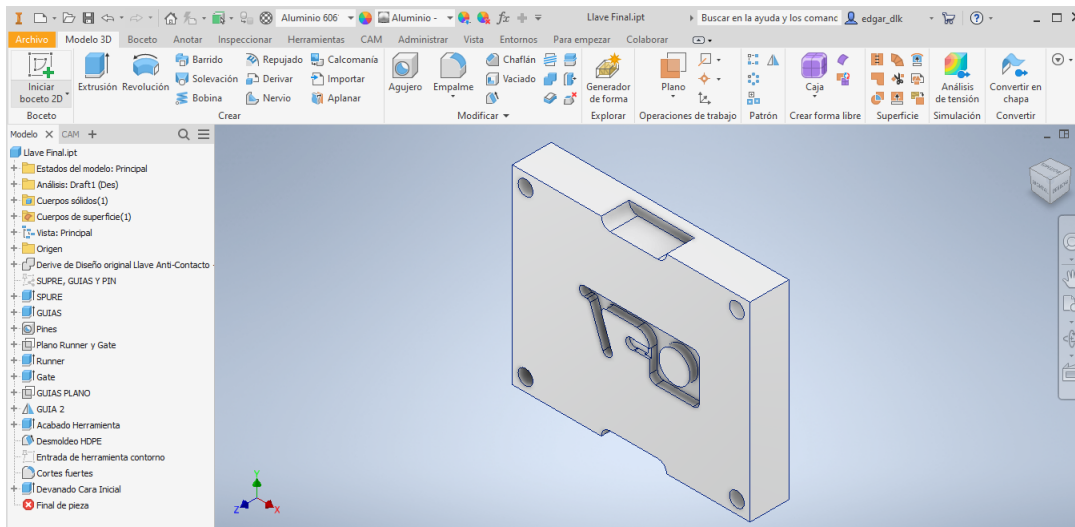 Aluminio 606
Aluminio -
fx
Llave Final.ipt
Buscar en la ayuda y los comanc
edgar_dlk
Archivo Modelo 3D Boceto Anotar Inspeccionar Herramientas CAM Administrar Vista Entornos Para empezar Colaborar
Iniciar boceto 2D
Extrusión
Revolución
Barrido
Solevación
Bobina
Repujado
Derivar
Nervio
Calcomanía
Importar
Aplanar
Agujero
Empalme
Chaflán
Vaciado
Generador de forma
Plano
Caja
Análisis de tensión
Convertir en chapa
Boceto
Crear
Modificar
Explorar
Operaciones de trabajo
Patrón
Crear forma libre
Superficie
Simulación
Convertir
Modelo X CAM +
Llave Final.ipt
Estados del modelo: Principal
Análisis: Draft1 (Des)
Cuerpos sólidos(1)
Cuerpos de superficie(1)
Vista: Principal
Origen
Derive de Diseño original Llave Anti-Contacto
SUPRE, GUIAS Y PIN
SPURE
GUIAS
Pines
Plano Runner y Gate
Runner
Gate
GUIAS PLANO
GUIA 2
Acabado Herramienta
Desmoldeo HDPE
Entrada de herramienta contorno
Cortes fuertes
Devanado Cara Inicial
Final de pieza
Y
Z
X